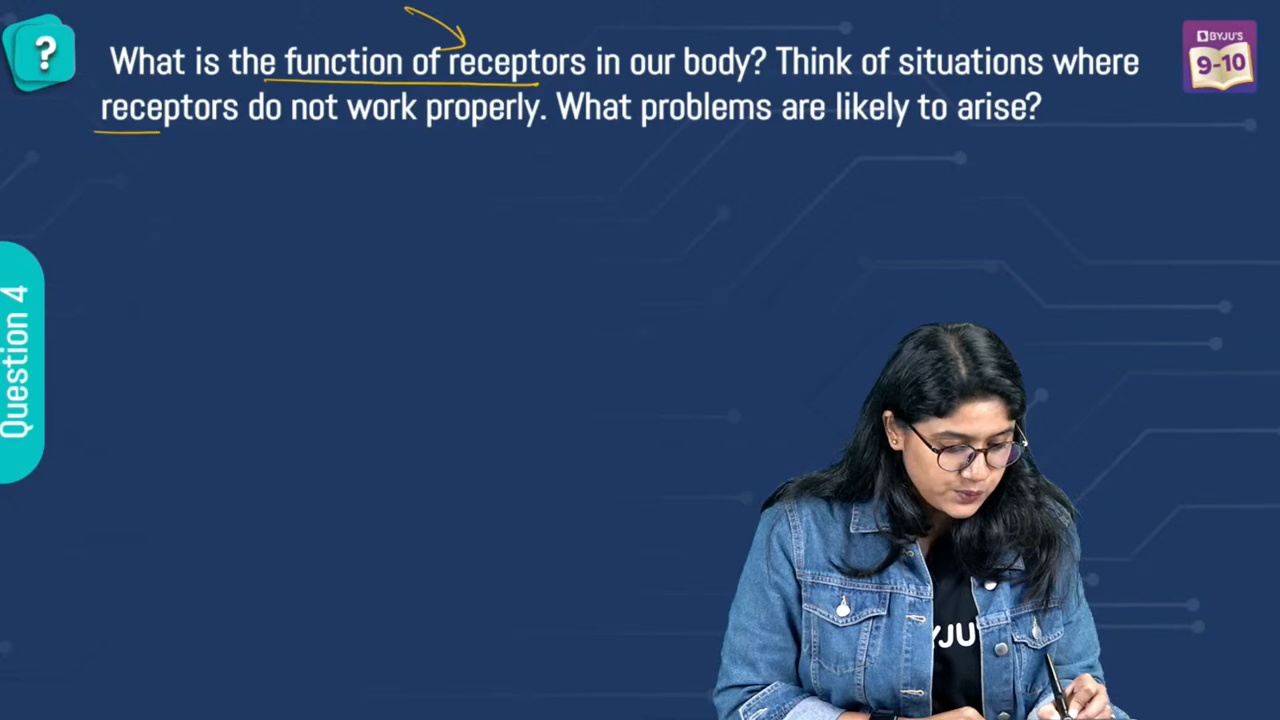 ?
What is the function of receptors in our body? Think of situations where
receptors do not work properly. What problems are likely to arise?
BYJU'S
9-10
Question 4
YJU'